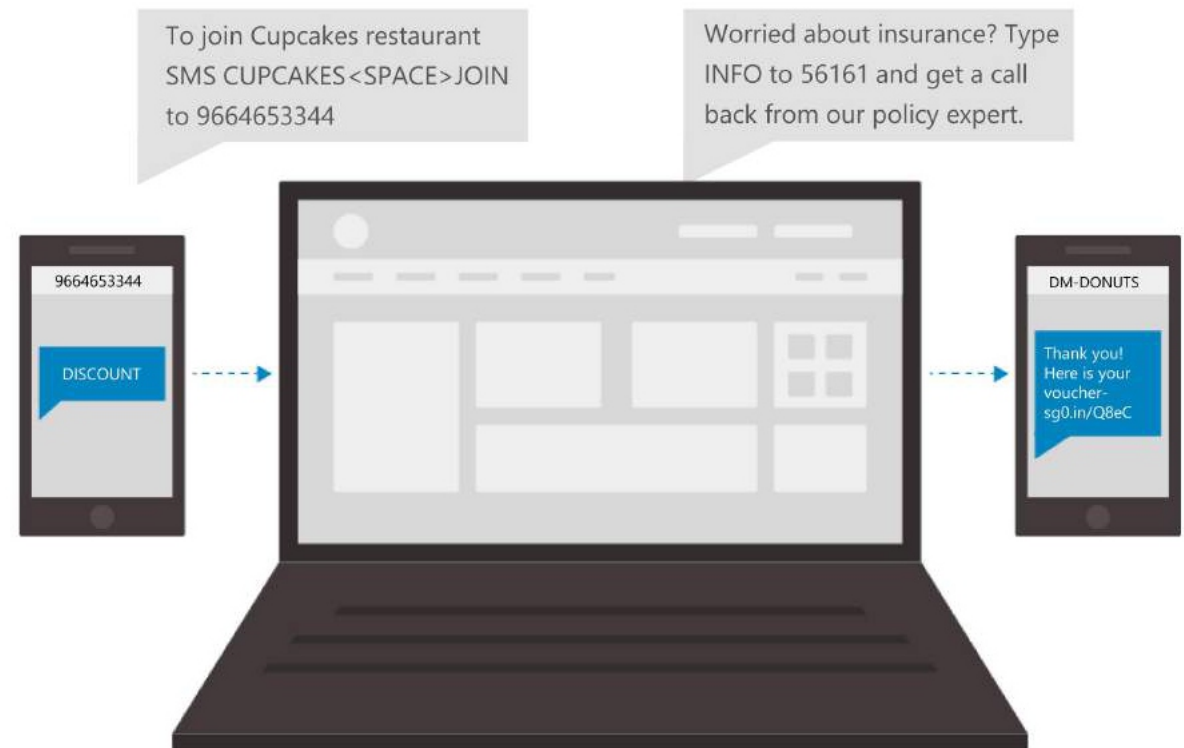 To join Cupcakes restaurant
SMS CUPCAKES<SPACE>JOIN
to 9664653344
Worried about insurance? Type
INFO to 56161 and get a call
back from our policy expert.
9664653344
DISCOUNT
DM-DONUTS
Thank you!
Here is your
voucher-
sg0.in/Q8eC